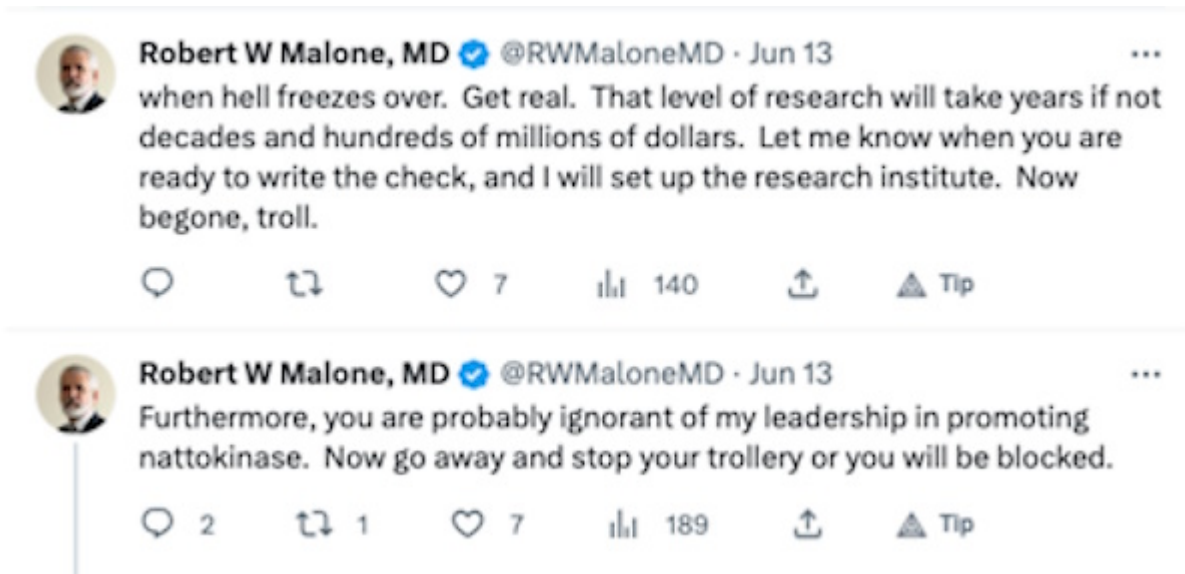 Robert W Malone, MD @RWMaloneMD · Jun 13 ...
when hell freezes over. Get real. That level of research will take years if not
decades and hundreds of millions of dollars. Let me know when you are
ready to write the check, and I will set up the research institute. Now
begone, troll.
7 140 Tip
Robert W Malone, MD @RWMaloneMD · Jun 13 ...
Furthermore, you are probably ignorant of my leadership in promoting
nattokinase. Now go away and stop your trollery or you will be blocked.
2 1 7 189 Tip